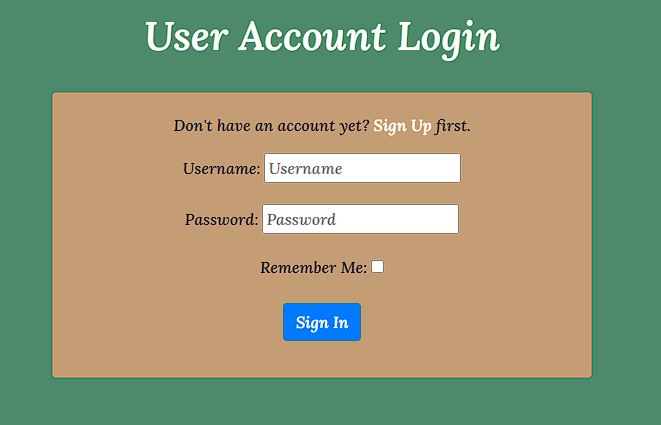 User Account Login
Don't have an account yet? Sign Up first.
Username: Username
Password: Password
Remember Me:
Sign In